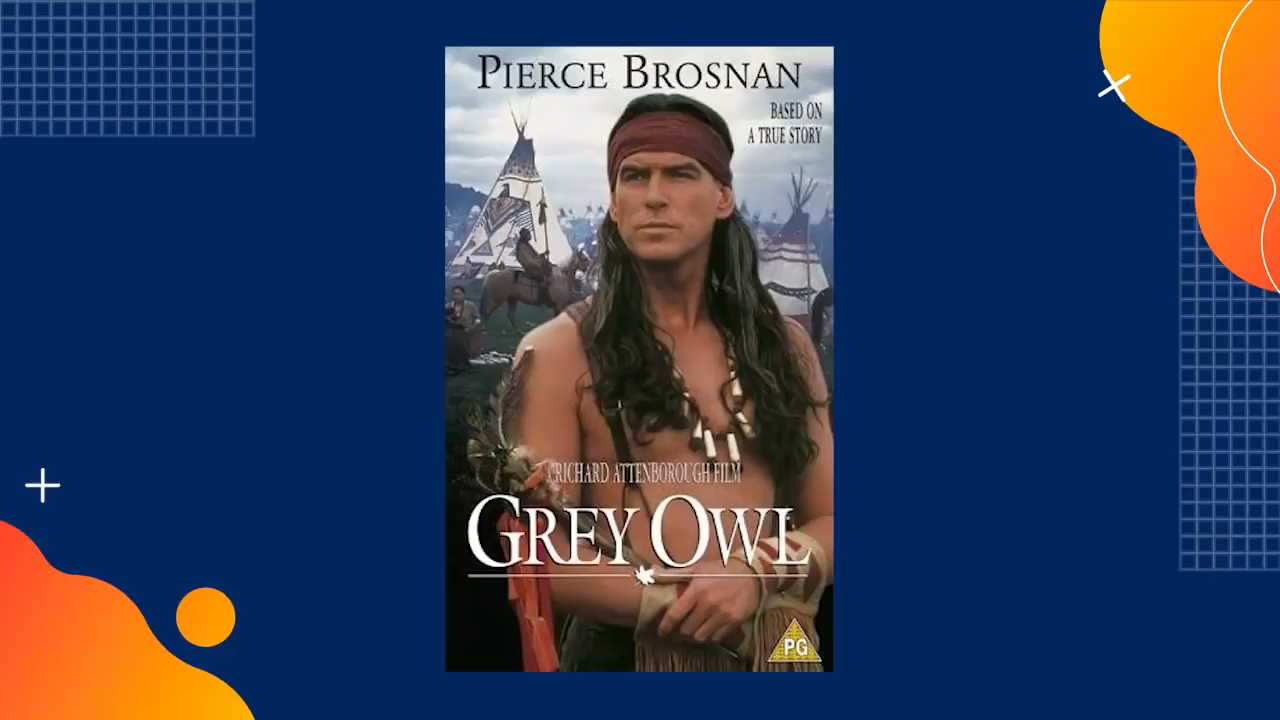 PIERCE BROSNAN
BASED ON
A TRUE STORY
A RICHARD ATTENBOROUGH FILM
GREY OWL
PG